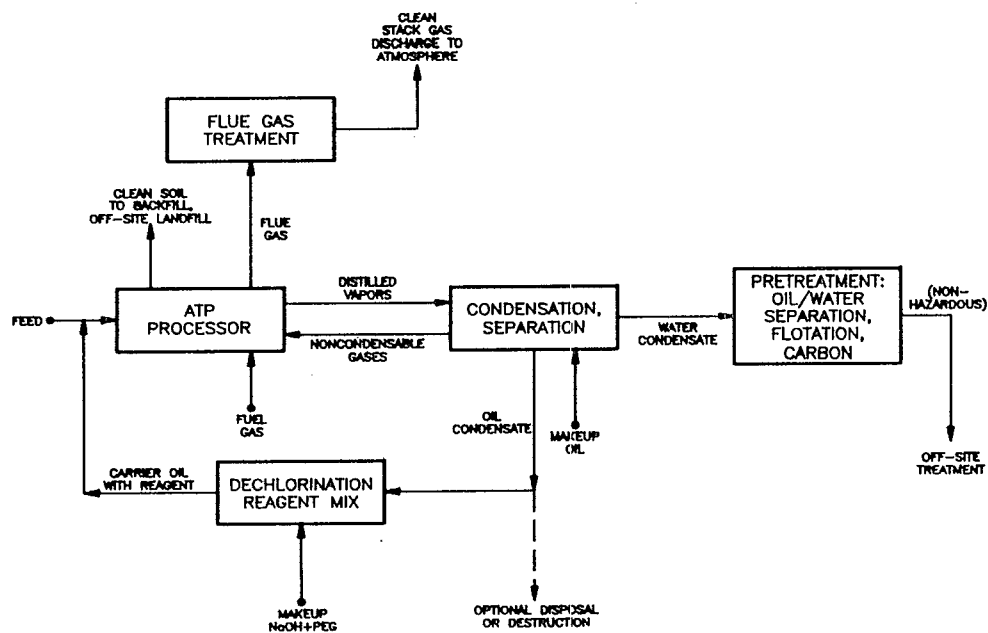 CLEAN
STACK GAS
DISCHARGE TO
ATMOSPHERE
FLUE GAS
TREATMENT
CLEAN SOIL
TO BACKFILL,
OFF-SITE LANDFILL
FLUE
GAS
DISTILLED
VAPORS
ATP
PROCESSOR
FEED
NONCONDENSABLE
GASES
CONDENSATION,
SEPARATION
WATER
CONDENSATE
PRETREATMENT:
OIL/WATER
SEPARATION,
FLOTATION,
CARBON
(NON-
HAZARDOUS)
FUEL
GAS
OIL
CONDENSATE
MAKEUP
OIL
OFF-SITE
TREATMENT
CARRIER OIL
WITH REAGENT
DECHLORINATION
REAGENT MIX
MAKEUP
NaOH+PEG
OPTIONAL DISPOSAL
OR DESTRUCTION